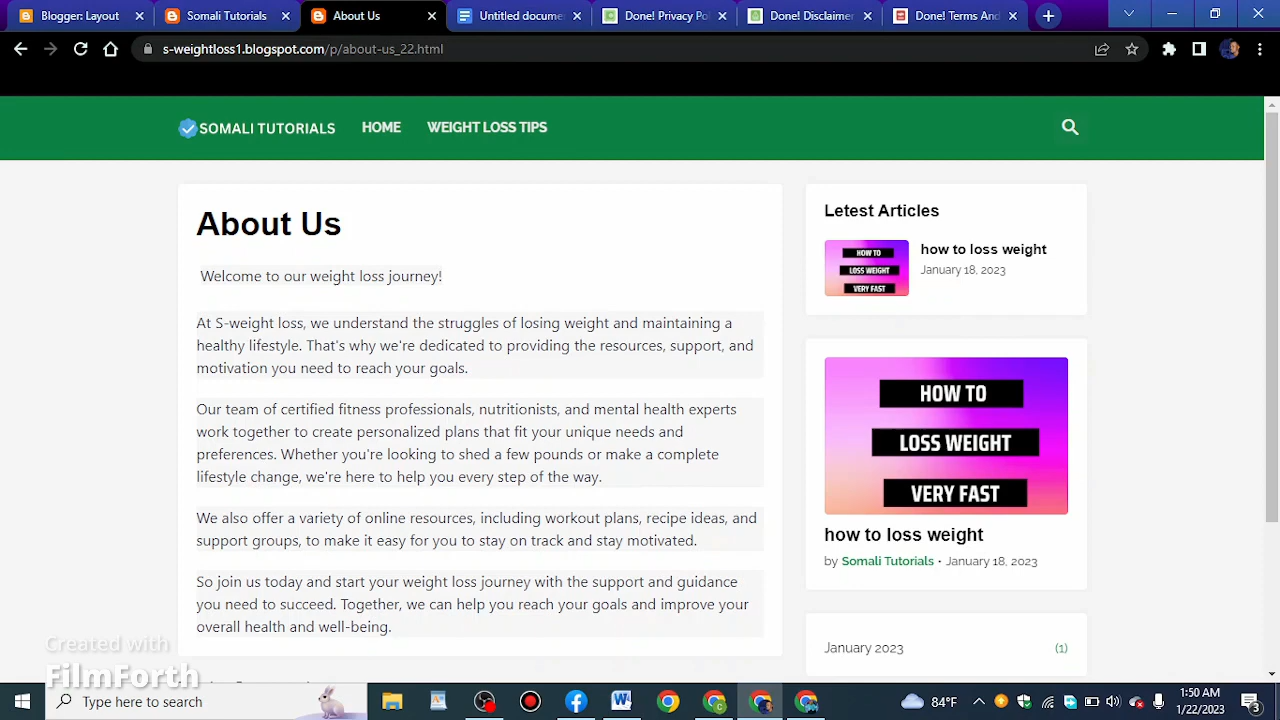 Blogger: Layout
Somali Tutorials
About Us
Untitled docume
Done! Privacy Pol
Done! Disclaimer
Done! Terms And
s-weightloss1.blogspot.com/p/about-us_22.html
SOMALI TUTORIALS
HOME
WEIGHT LOSS TIPS
About Us
Welcome to our weight loss journey!
At S-weight loss, we understand the struggles of losing weight and maintaining a
healthy lifestyle. That's why we're dedicated to providing the resources, support, and
motivation you need to reach your goals.
Our team of certified fitness professionals, nutritionists, and mental health experts
work together to create personalized plans that fit your unique needs and
preferences. Whether you're looking to shed a few pounds or make a complete
lifestyle change, we're here to help you every step of the way.
We also offer a variety of online resources, including workout plans, recipe ideas, and
support groups, to make it easy for you to stay on track and stay motivated.
So join us today and start your weight loss journey with the support and guidance
you need to succeed. Together, we can help you reach your goals and improve your
overall health and well-being.
Letest Articles
HOW TO
LOSS WEIGHT
VERY FAST
how to loss weight
January 18, 2023
HOW TO
LOSS WEIGHT
VERY FAST
how to loss weight
by Somali Tutorials • January 18, 2023
January 2023
(1)
Created with
FilmForth
Type here to search
84°F
1:50 AM
1/22/2023
3